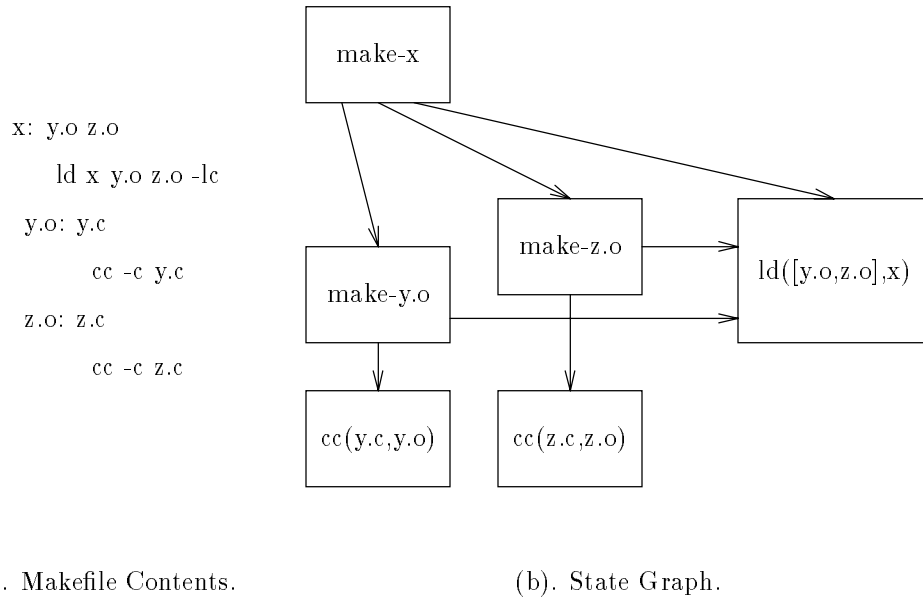 make-x
x: y.o z.o
ld x y.o z.o -lc
y.o: y.c
cc -c y.c
z.o: z.c
cc -c z.c
make-z.o
make-y.o
ld([y.o,z.o],x)
cc(y.c,y.o)
cc(z.c,z.o)
. Makefile Contents.
(b). State Graph.